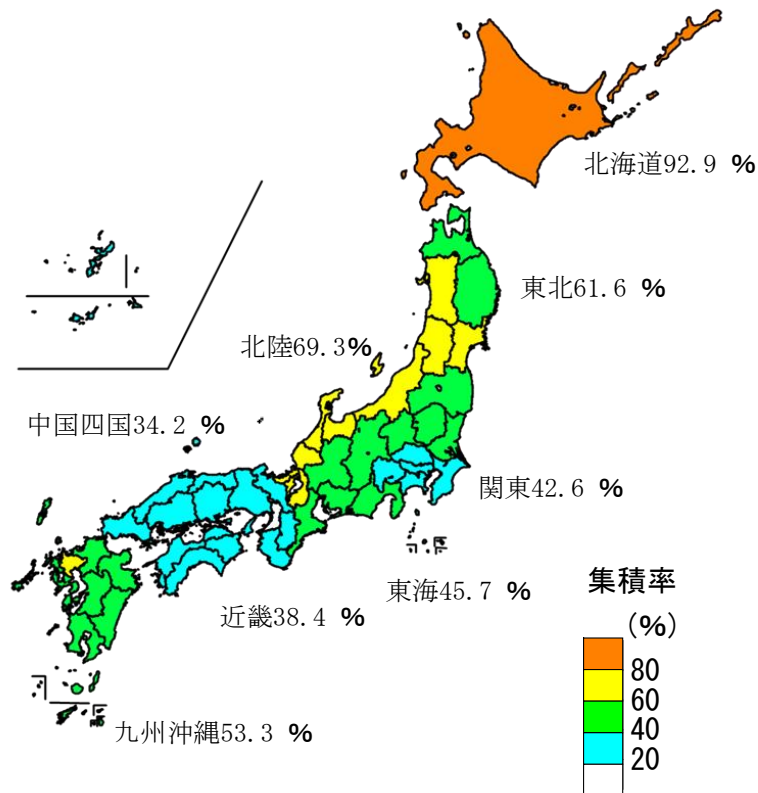 北海道92.9 %
東北61.6 %
北陸69.3%
中国四国34.2 %
関東42.6 %
東海45.7 %
近畿38.4 %
九州沖縄53.3 %
集積率
(%)
80
60
40
20